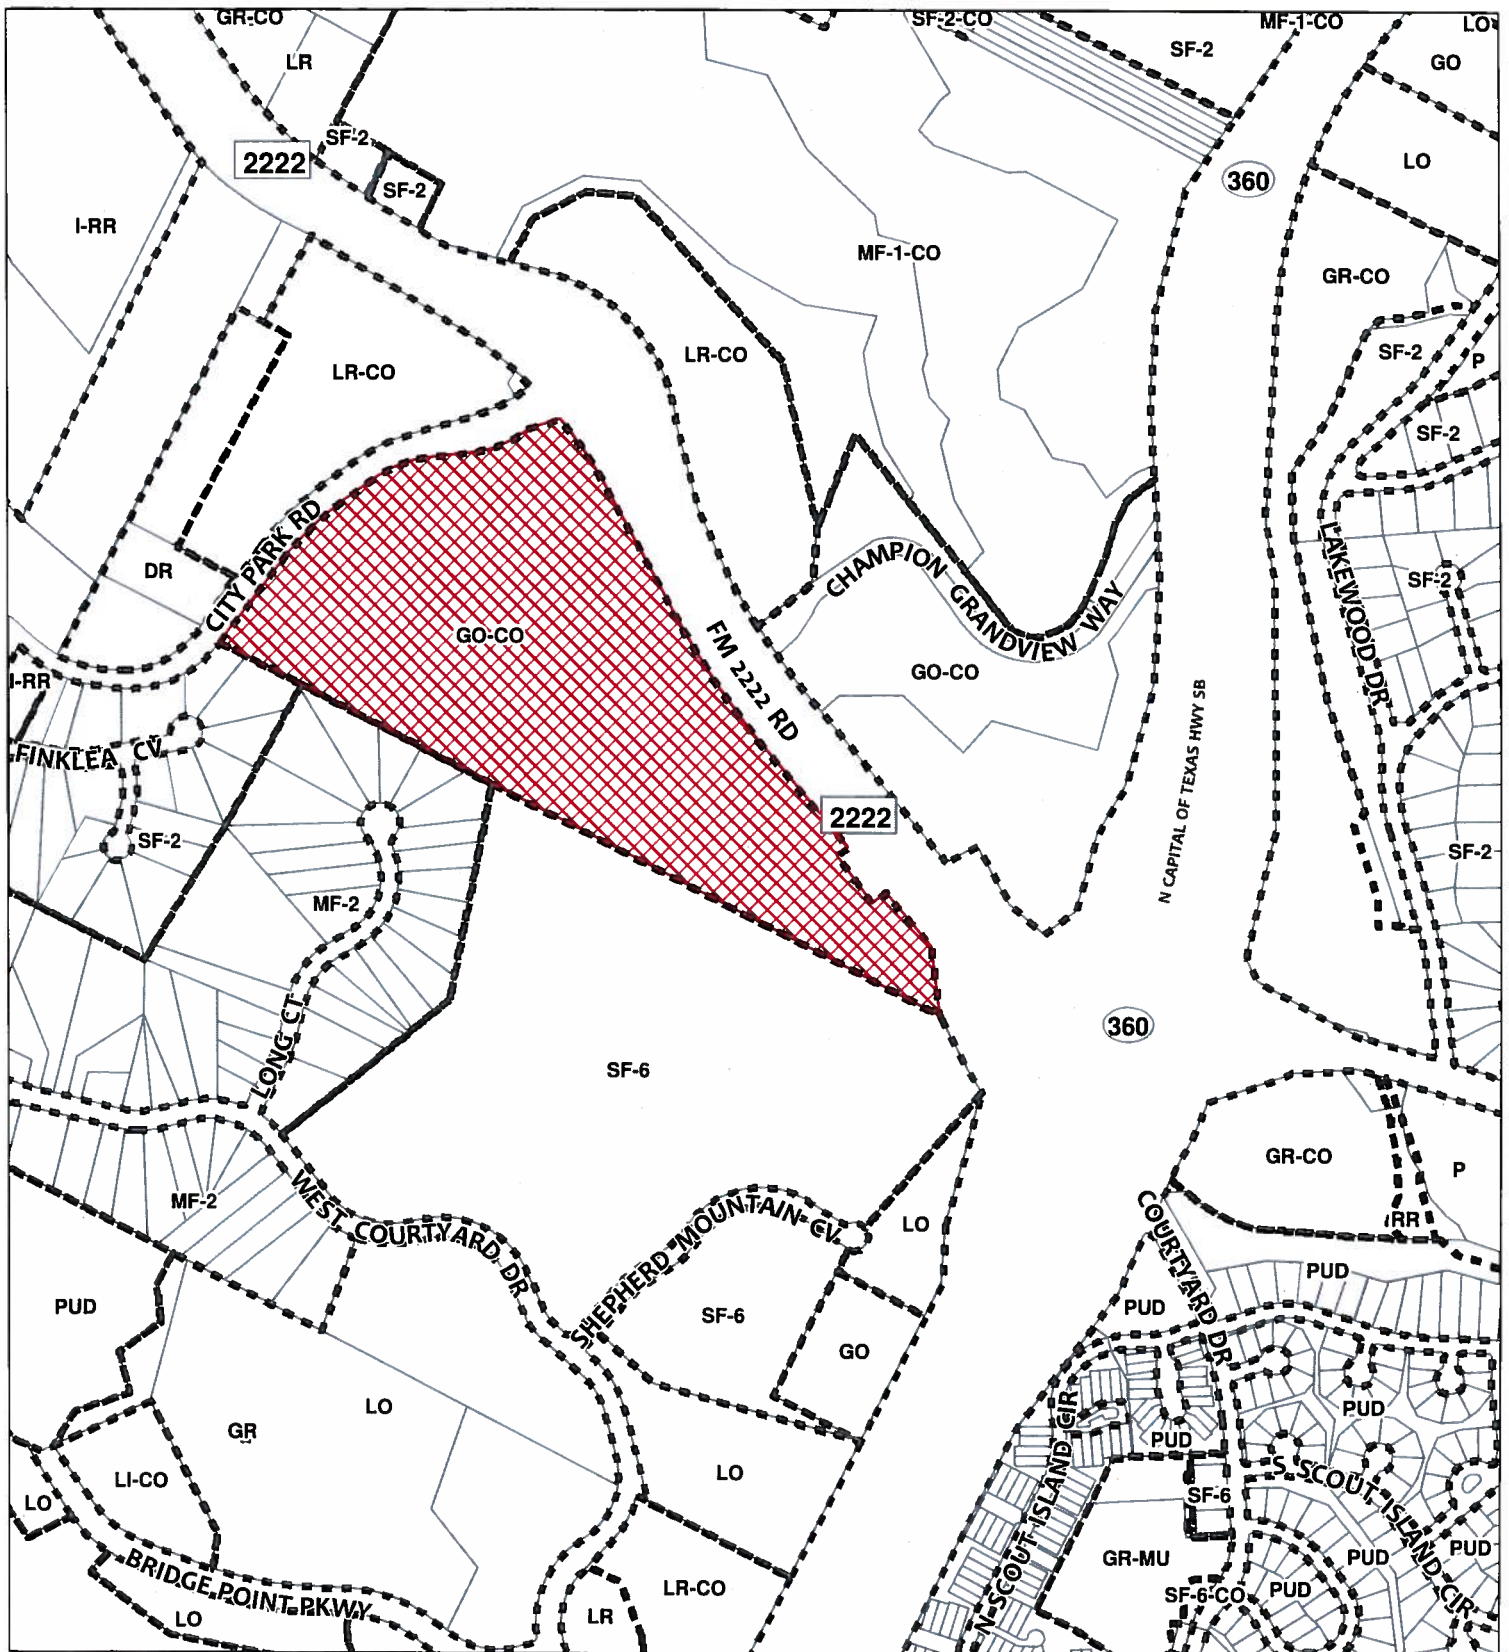 GR-CO
SF-2-CO
MF-1-CO
LO
LR
SF-2
GO
SF-2
2222
LO
360
SF-2
I-RR
MF-1-CO
GR-CO
LR-CO
SF-2
P
LR-CO
SF-2
CITY PARK RD
LAKEWOOD DR
DR
CHAMPION GRANDVIEW WAY
SF-2
GO-CO
FM 2222 RD
GO-CO
I-RR
N CAPITAL OF TEXAS HWY SB
FINKLEA CV
2222
SF-2
SF-2
MF-2
LONG CT
360
SF-6
GR-CO
P
MF-2
WEST COURTYARD DR
SHEPHERD MOUNTAIN CV
LO
COURTYARD DR
RR
PUD
PUD
PUD
SF-6
GO
LO
GR
PUD
N SCOUT ISLAND CIR
PUD
S SCOUT ISLAND CIR
LI-CO
LO
LO
SF-6
GR-MU
PUD
PUD
BRIDGE POINT PKWY
LR-CO
SF-6-CO
PUD
LO
LR